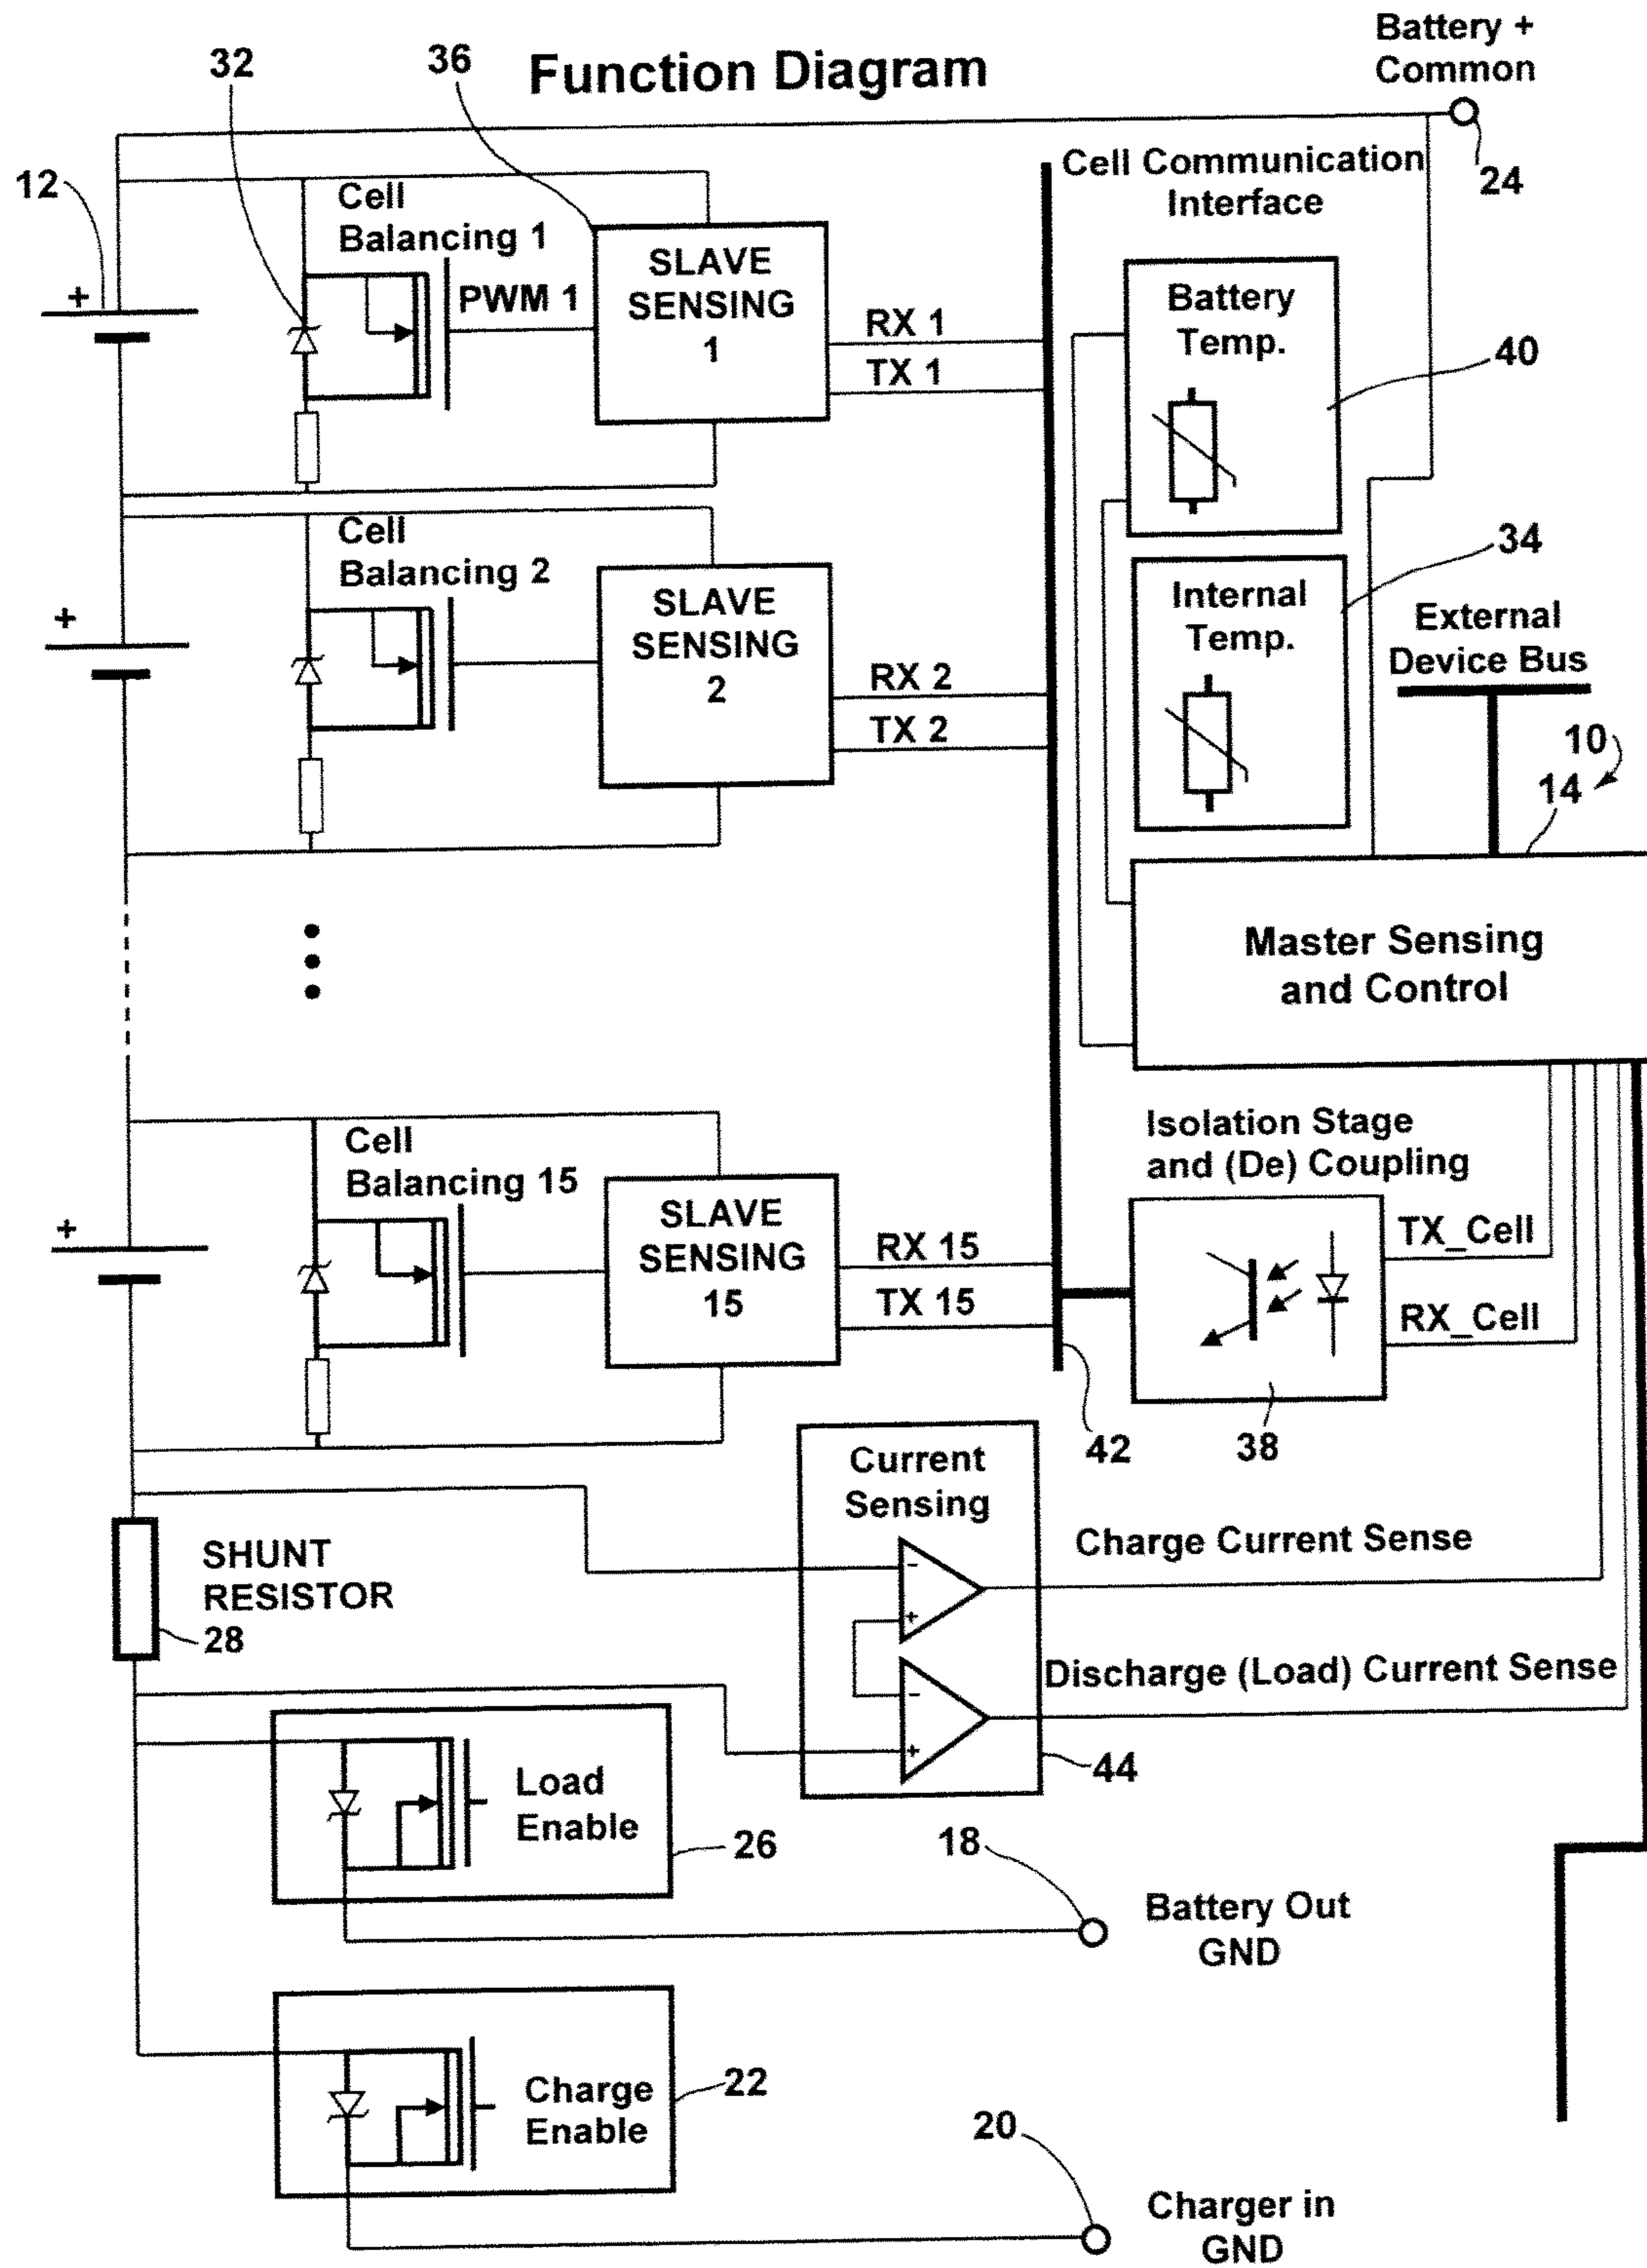 Function Diagram
Battery +
Common
24
32
36
12
+
Cell
Balancing 1
PWM 1
SLAVE
SENSING
1
RX 1
TX 1
Cell Communication
Interface
Battery
Temp.
40
+
Cell
Balancing 2
SLAVE
SENSING
2
RX 2
TX 2
Internal
Temp.
34
External
Device Bus
10
14
Master Sensing
and Control
+
Cell
Balancing 15
SLAVE
SENSING
15
RX 15
TX 15
Isolation Stage
and (De) Coupling
TX_Cell
RX_Cell
42
38
SHUNT
RESISTOR
28
Current
Sensing
-
+
-
+
44
Charge Current Sense
Discharge (Load) Current Sense
Load
Enable
26
18
Battery Out
GND
Charge
Enable
22
20
Charger in
GND